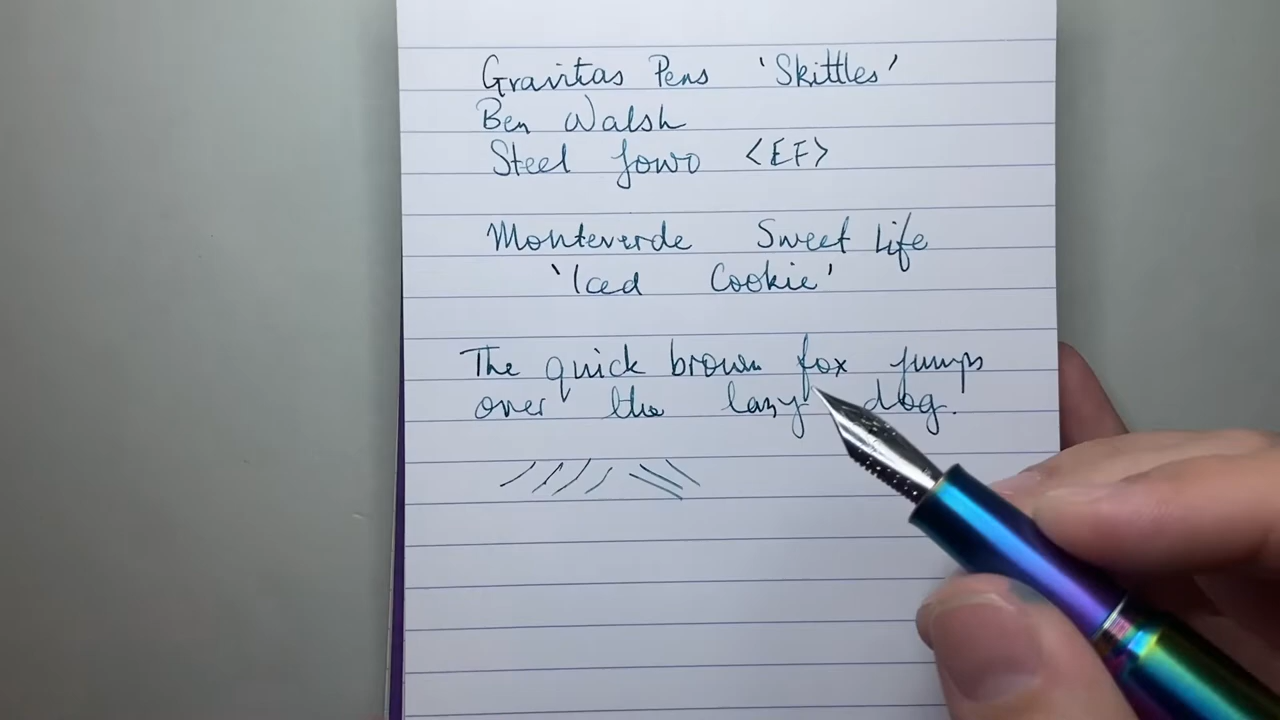 Gravitas Pens 'Skittles'
Ben Walsh
Steel Jowo <EF>
Monteverde Sweet Life
'Iced Cookie'
The quick brown fox jumps
over the lazy dog.